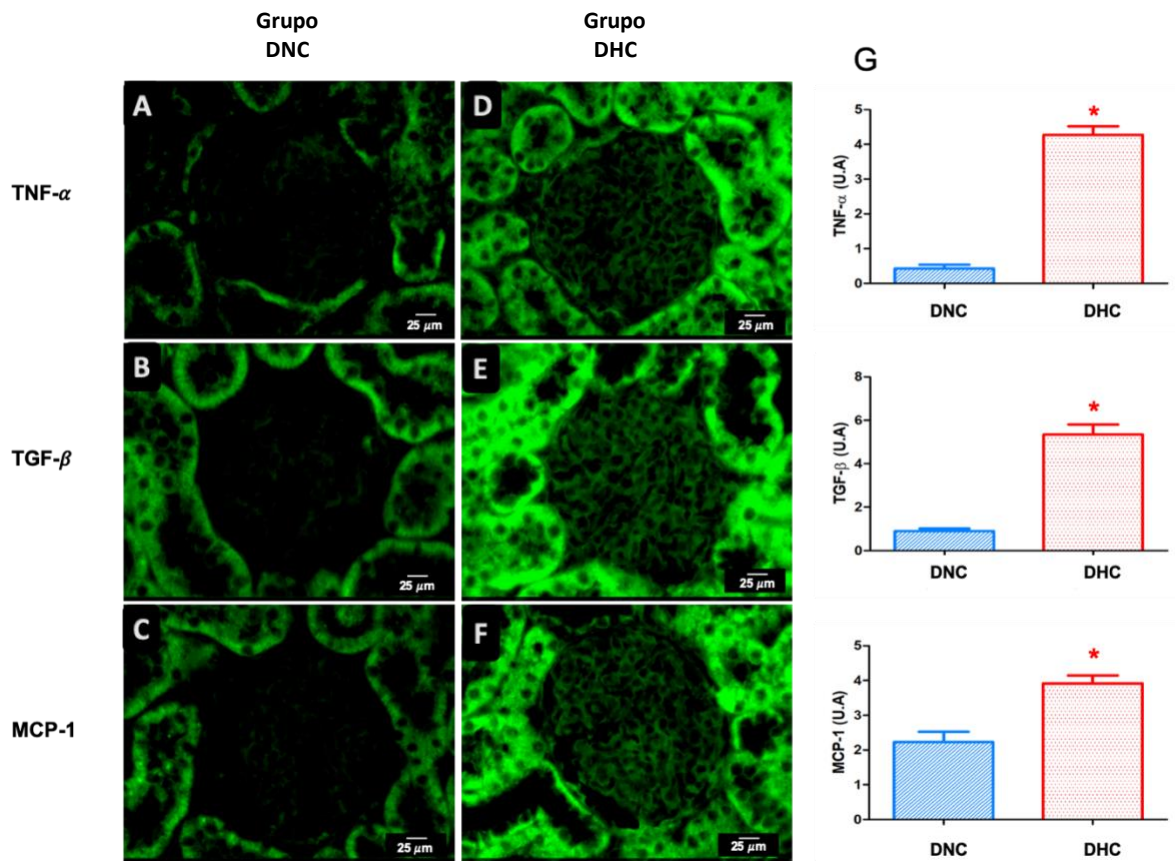 Grupo
DNC
Grupo
DHC
TNF-α
A
25 μm
D
25 μm
TGF-β
B
25 μm
E
25 μm
MCP-1
C
25 μm
F
25 μm
G
TNF-α (U.A)
5
4
3
2
1
0
*
DNC
DHC
TGF-β (U.A)
8
6
4
2
0
*
DNC
DHC
MCP-1 (U.A)
5
4
3
2
1
0
*
DNC
DHC